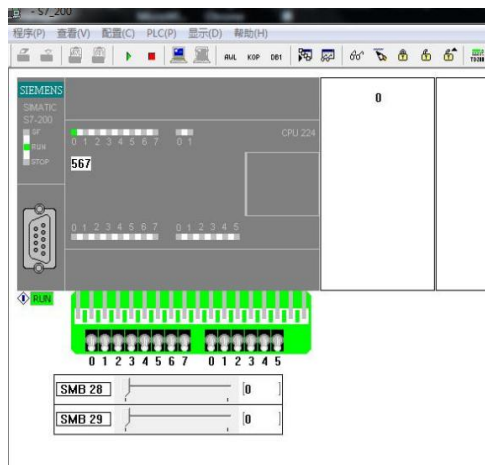 - S7_200
程序(P) 查看(V) 配置(C) PLC(P) 显示(D) 帮助(H)
AWL KOP DB1
SIEMENS
SIMATIC
S7-200
SF
RUN
STOP
0 1 2 3 4 5 6 7 0 1
CPU 224
567
0
0 1 2 3 4 5 6 7 0 1 2 3 4 5
RUN
0 1 2 3 4 5 6 7 0 1 2 3 4 5
SMB 28 [0 ]
SMB 29 [0 ]